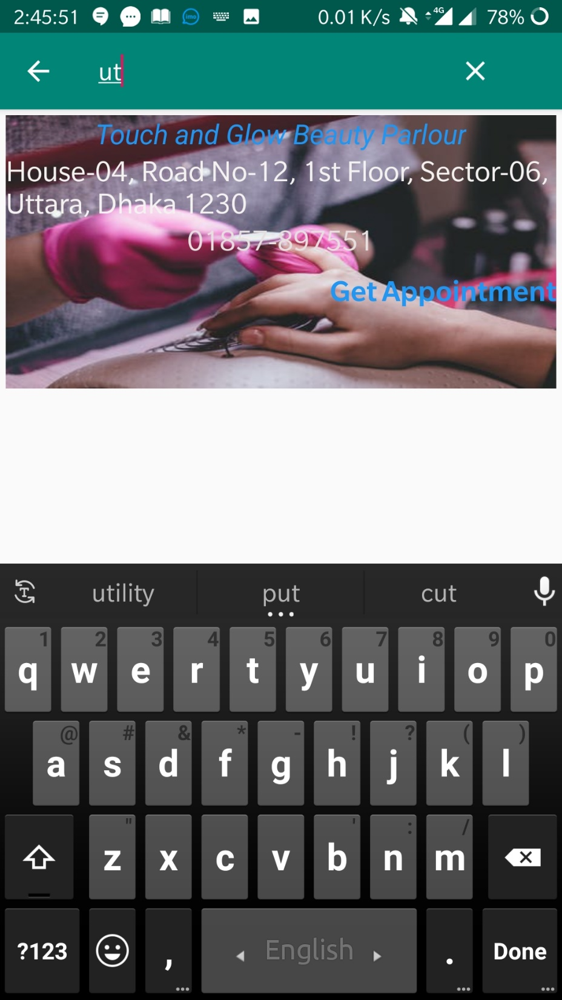 2:45:51 imo 0.01 K/s 4G 78%
ut
Touch and Glow Beauty Parlour
House-04, Road No-12, 1st Floor, Sector-06,
Uttara, Dhaka 1230
01857-897551
Get Appointment
utility put cut
1 2 3 4 5 6 7 8 9 0
q w e r t y u i o p
@ # & * - ! ? ( )
a s d f g h j k l
" ' : /
z x c v b n m
?123 , English . Done